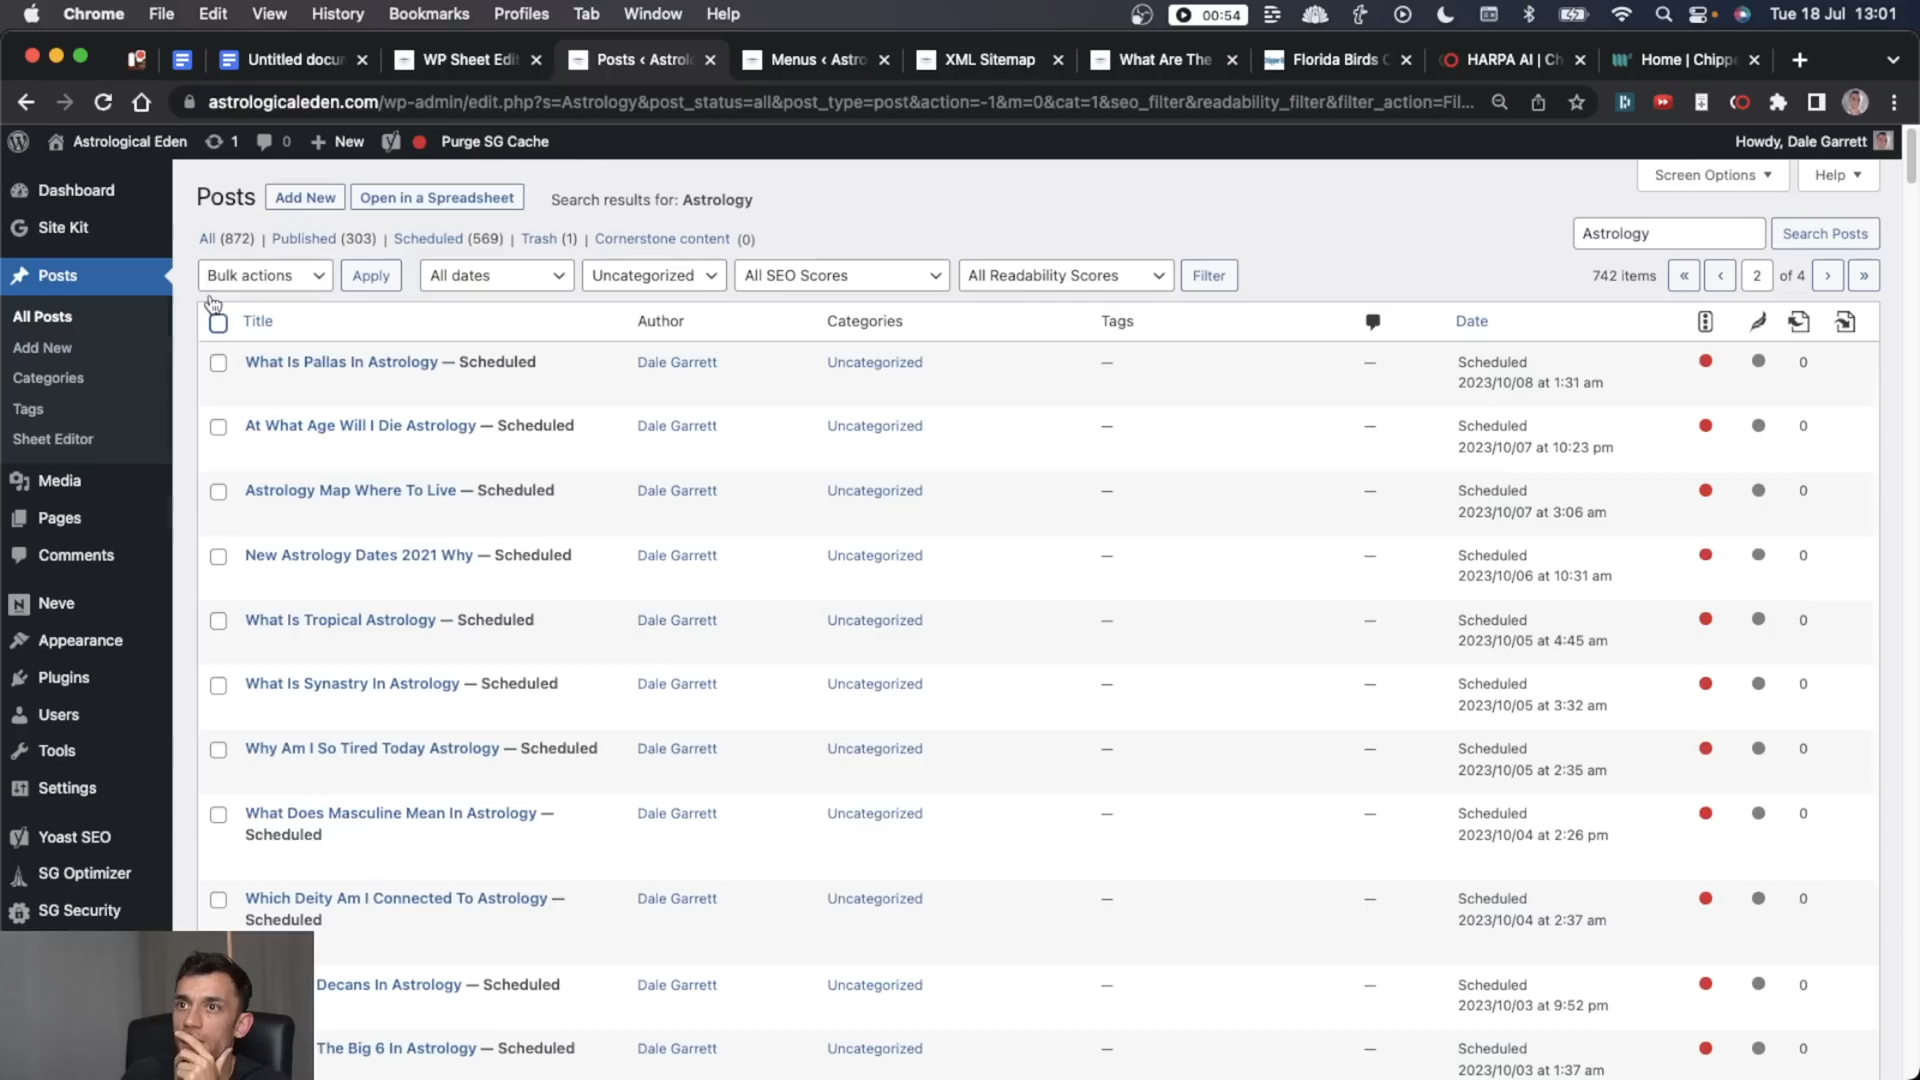 Chrome File Edit View History Bookmarks Profiles Tab Window Help 00:54 Tue 18 Jul 13:01
Untitled docu WP Sheet Edit Posts ‹ Astrol Menus ‹ Astro XML Sitemap What Are The Florida Birds HARPA AI | Ch Home | Chipp
astrologicaleden.com/wp-admin/edit.php?s=Astrology&post_status=all&post_type=post&action=-1&m=0&cat=1&seo_filter&readability_filter&filter_action=Fil...
Astrological Eden 1 0 New Purge SG Cache Howdy, Dale Garrett
Dashboard
Site Kit
Posts
All Posts
Add New
Categories
Tags
Sheet Editor
Media
Pages
Comments
Neve
Appearance
Plugins
Users
Tools
Settings
Yoast SEO
SG Optimizer
SG Security
Screen Options ▼ Help ▼
Posts Add New Open in a Spreadsheet Search results for: Astrology
All (872) | Published (303) | Scheduled (569) | Trash (1) | Cornerstone content (0)
Astrology Search Posts
Bulk actions Apply All dates Uncategorized All SEO Scores All Readability Scores Filter 742 items « ‹ 2 of 4 › »
Title Author Categories Tags Date
What Is Pallas In Astrology — Scheduled Dale Garrett Uncategorized — — Scheduled 0
2023/10/08 at 1:31 am
At What Age Will I Die Astrology — Scheduled Dale Garrett Uncategorized — — Scheduled 0
2023/10/07 at 10:23 pm
Astrology Map Where To Live — Scheduled Dale Garrett Uncategorized — — Scheduled 0
2023/10/07 at 3:06 am
New Astrology Dates 2021 Why — Scheduled Dale Garrett Uncategorized — — Scheduled 0
2023/10/06 at 10:31 am
What Is Tropical Astrology — Scheduled Dale Garrett Uncategorized — — Scheduled 0
2023/10/05 at 4:45 am
What Is Synastry In Astrology — Scheduled Dale Garrett Uncategorized — — Scheduled 0
2023/10/05 at 3:32 am
Why Am I So Tired Today Astrology — Scheduled Dale Garrett Uncategorized — — Scheduled 0
2023/10/05 at 2:35 am
What Does Masculine Mean In Astrology — Dale Garrett Uncategorized — — Scheduled 0
Scheduled 2023/10/04 at 2:26 pm
Which Deity Am I Connected To Astrology — Dale Garrett Uncategorized — — Scheduled 0
Scheduled 2023/10/04 at 2:37 am
Decans In Astrology — Scheduled Dale Garrett Uncategorized — — Scheduled 0
2023/10/03 at 9:52 pm
The Big 6 In Astrology — Scheduled Dale Garrett Uncategorized — — Scheduled 0
2023/10/03 at 1:37 am